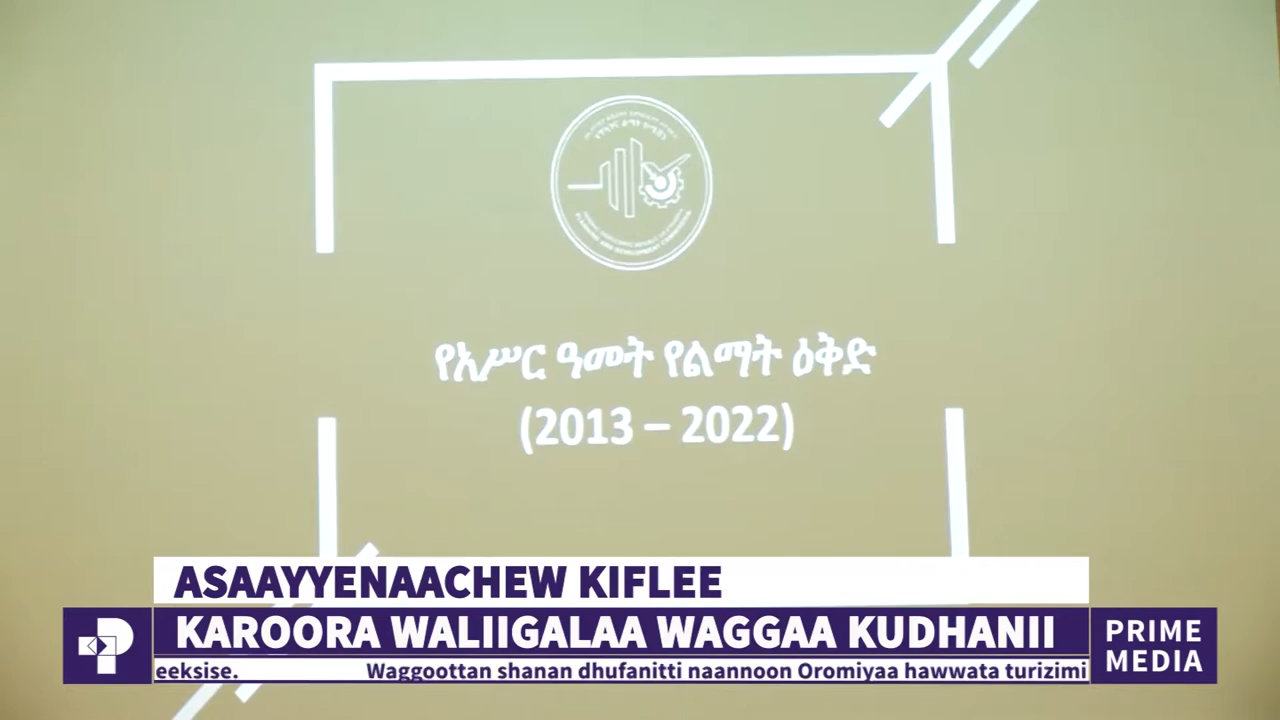 የአሥር ዓመት የልማት ዕቅድ
(2013 – 2022)
ASAAYYENAACHEW KIFLEE
KAROORA WALIIGALAA WAGGAA KUDHANII
PRIME
MEDIA
eeksise. Waggoottan shanan dhufanitti naannoon Oromiyaa hawwata turizimi